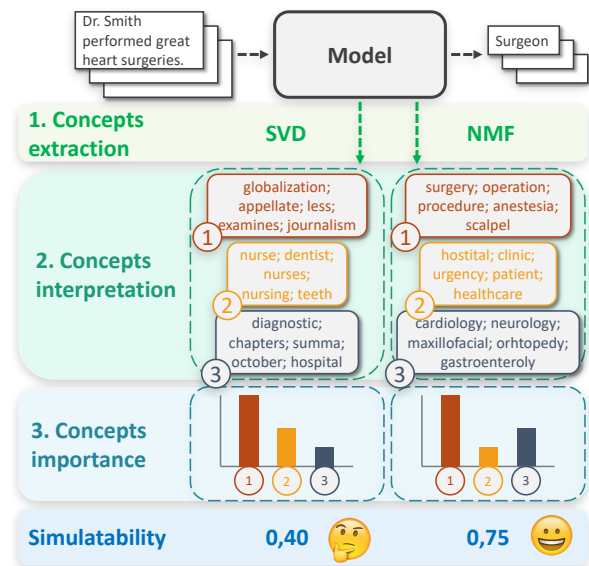 Dr. Smith
performed great
heart surgeries.
Model
Surgeon
1. Concepts
extraction
SVD
NMF
2. Concepts
interpretation
globalization;
appellate; less;
examines; journalism
1
nurse; dentist;
nurses;
nursing; teeth
2
diagnostic;
chapters; summa;
october; hospital
3
surgery; operation;
procedure; anestesia;
scalpel
1
hostital; clinic;
urgency; patient;
healthcare
2
cardiology; neurology;
maxillofacial; orhtopedy;
gastroenteroly
3
3. Concepts
importance
1 2 3
1 2 3
Simulatability
0,40
0,75